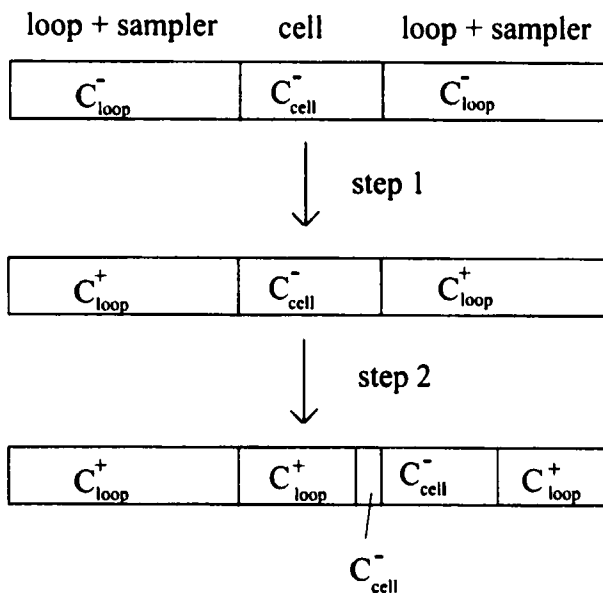 loop + sampler cell loop + sampler
C⁻loop C⁻cell C⁻loop
step 1
C⁺loop C⁻cell C⁺loop
step 2
C⁺loop C⁺loop C⁻cell C⁺loop
C⁻cell